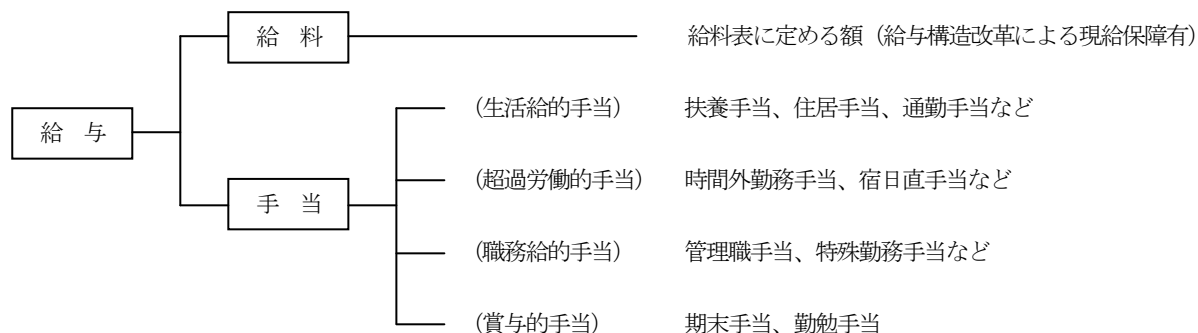 給 料
給料表に定める額（給与構造改革による現給保障有）
(生活給的手当) 扶養手当、住居手当、通勤手当など
給 与
(超過労働的手当) 時間外勤務手当、宿日直手当など
手 当
(職務給的手当) 管理職手当、特殊勤務手当など
(賞与的手当) 期末手当、勤勉手当